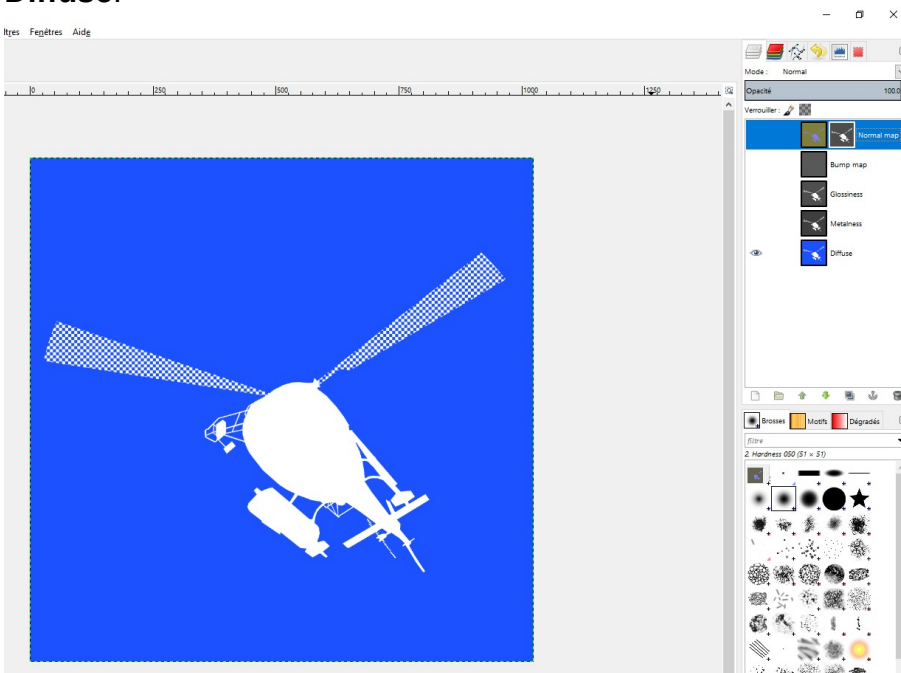 Diffuse.
ltres Fenêtres Aide
Mode : Normal
Opacité 100.0
0 250 500 750 1000 1250
Verrouiller :
Normal map
Bump map
Glossiness
Metalness
Diffuse
Brosses Motifs Dégradés
filtre
2. Hardness 050 (51 × 51)